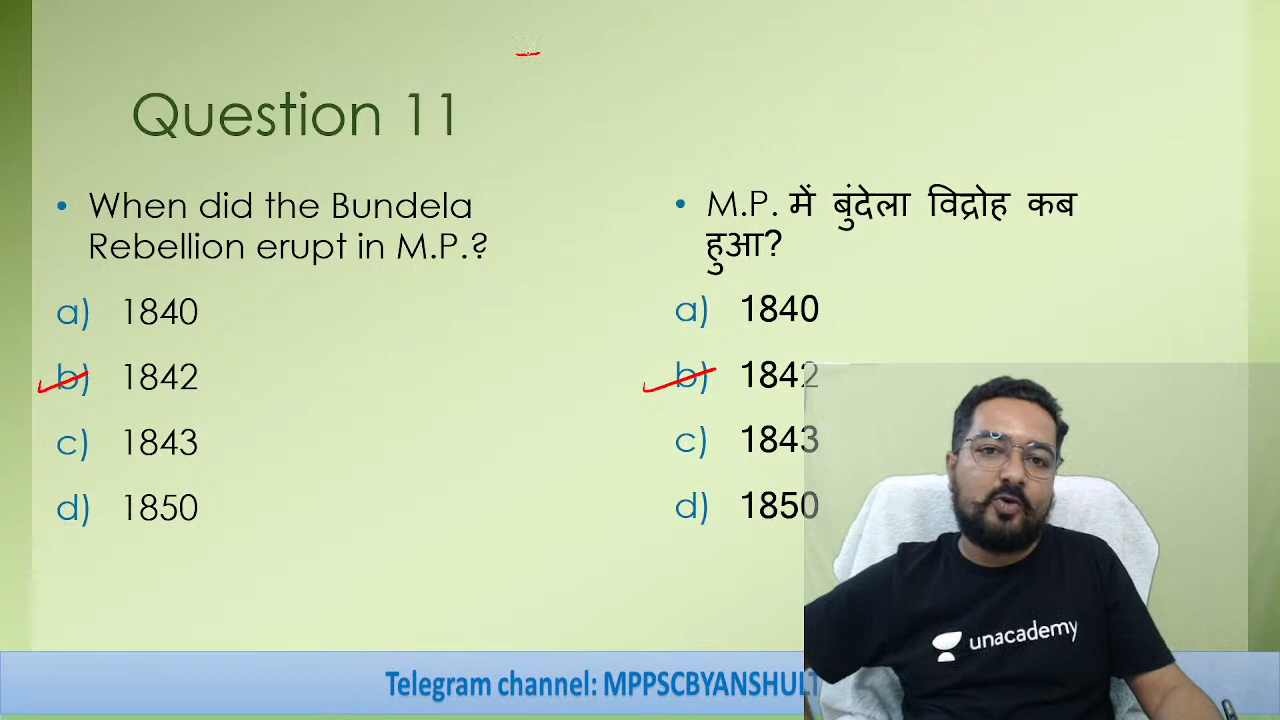 Question 11
• When did the Bundela
Rebellion erupt in M.P.?
a) 1840
b) 1842
c) 1843
d) 1850
• M.P. में बुंदेला विद्रोह कब
हुआ?
a) 1840
b) 1842
c) 1843
d) 1850
unacademy
Telegram channel: MPPSCBYANSHULT